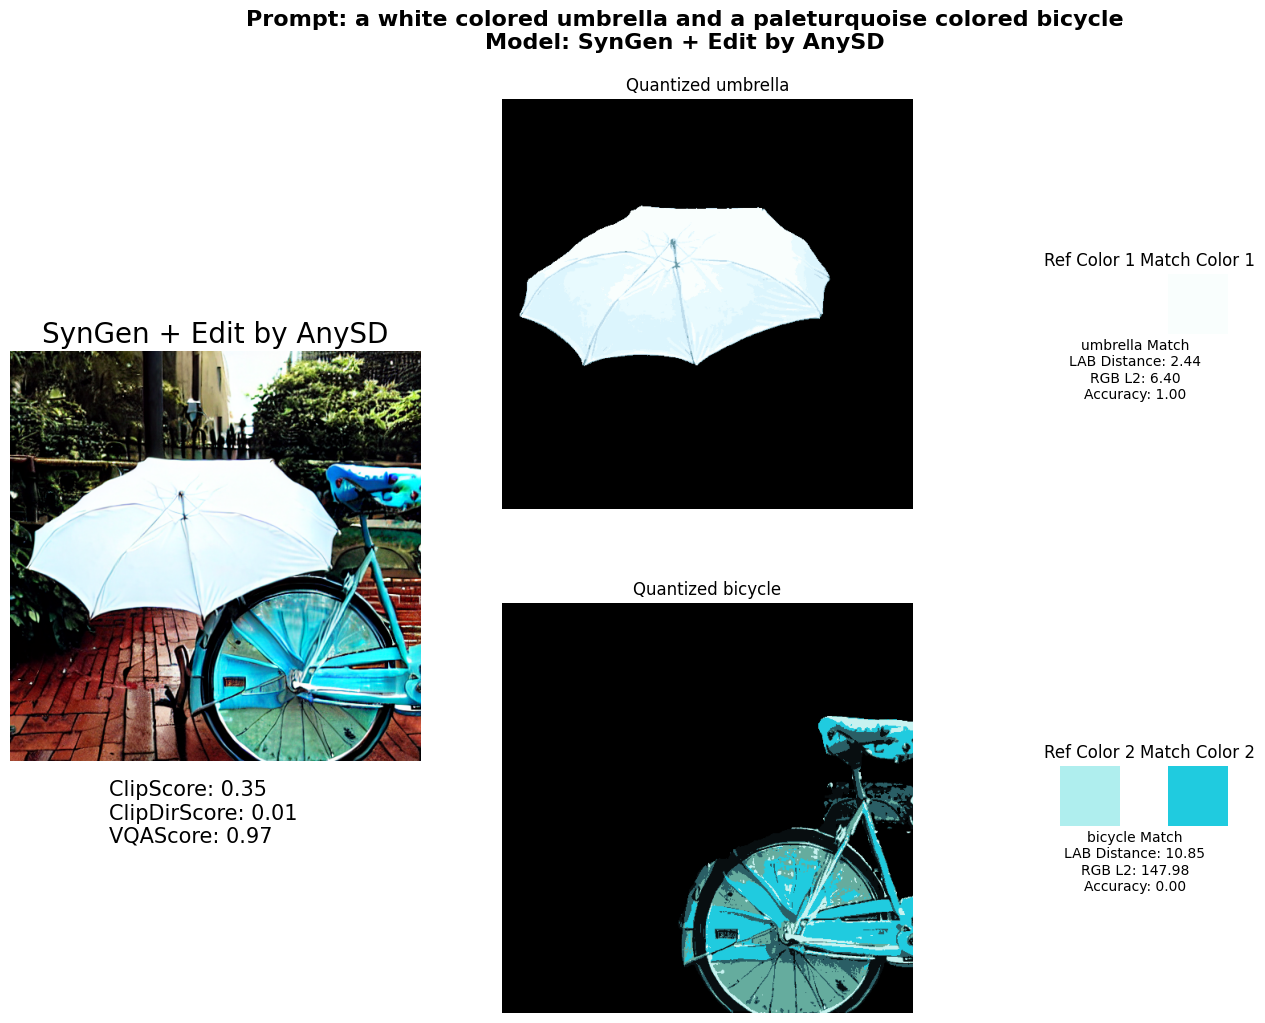 Prompt: a white colored umbrella and a paleturquoise colored bicycle
Model: SynGen + Edit by AnySD
Quantized umbrella
Ref Color 1 Match Color 1
umbrella Match
LAB Distance: 2.44
RGB L2: 6.40
Accuracy: 1.00
SynGen + Edit by AnySD
ClipScore: 0.35
ClipDirScore: 0.01
VQAScore: 0.97
Quantized bicycle
Ref Color 2 Match Color 2
bicycle Match
LAB Distance: 10.85
RGB L2: 147.98
Accuracy: 0.00